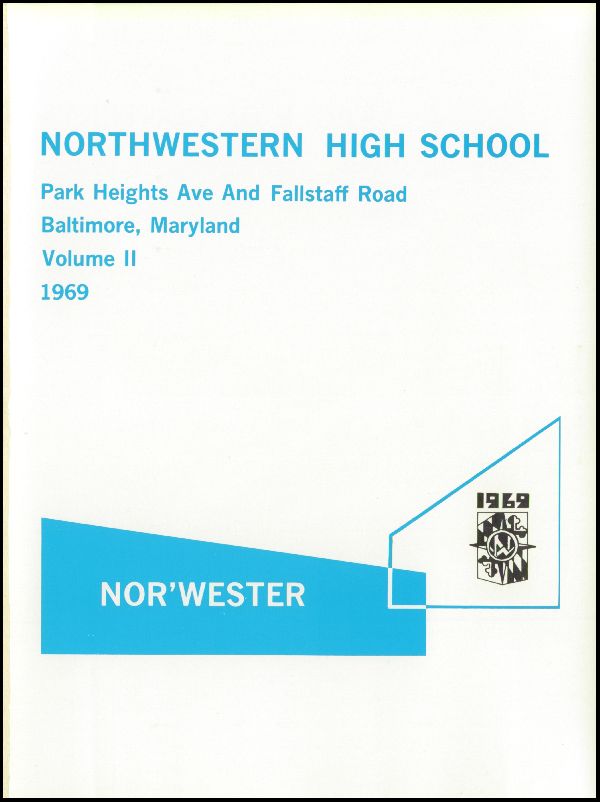 NORTHWESTERN HIGH SCHOOL
Park Heights Ave And Fallstaff Road
Baltimore, Maryland
Volume II
1969
1969
NOR'WESTER